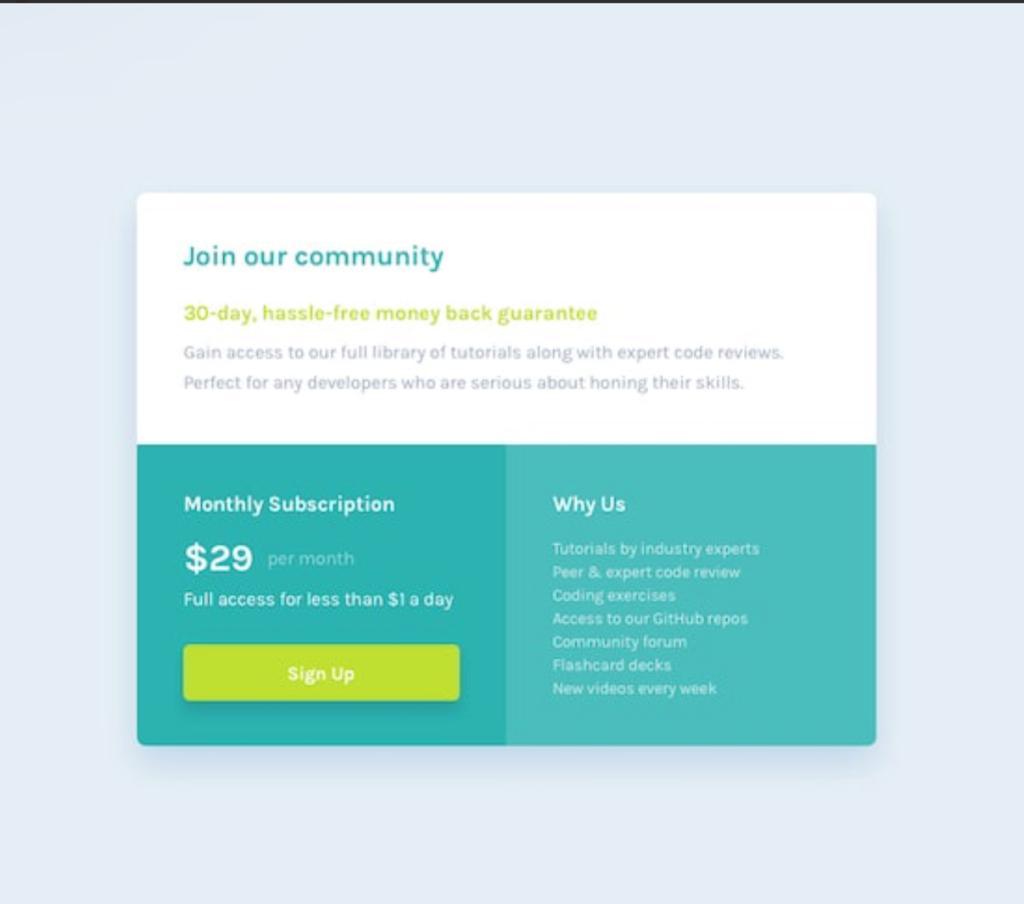 Join our community
30-day, hassle-free money back guarantee
Gain access to our full library of tutorials along with expert code reviews.
Perfect for any developers who are serious about honing their skills.
Monthly Subscription
$29 per month
Full access for less than $1 a day
Sign Up
Why Us
Tutorials by industry experts
Peer & expert code review
Coding exercises
Access to our GitHub repos
Community forum
Flashcard decks
New videos every week